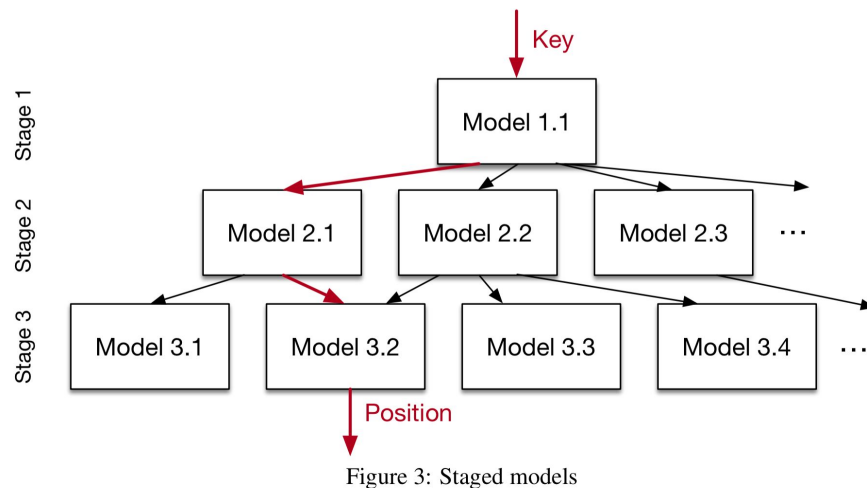 Key
Stage 1
Model 1.1
Stage 2
Model 2.1
Model 2.2
Model 2.3
...
Stage 3
Model 3.1
Model 3.2
Model 3.3
Model 3.4
...
Position
Figure 3: Staged models